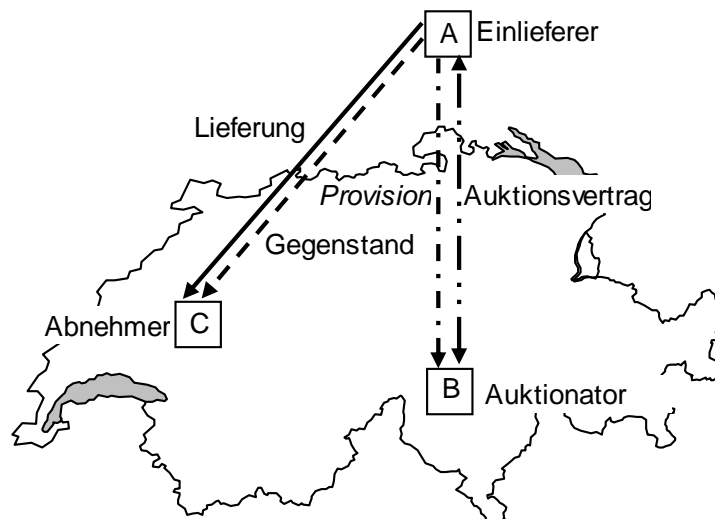 A Einlieferer
Lieferung
Provision Auktionsvertrag
Gegenstand
Abnehmer C
B Auktionator